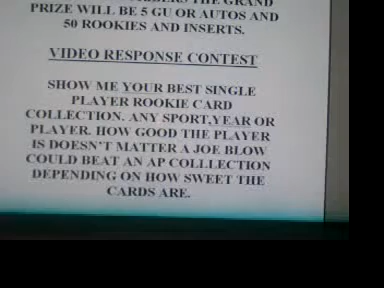 THE GRAND
PRIZE WILL BE 5 GU OR AUTOS AND
50 ROOKIES AND INSERTS.
VIDEO RESPONSE CONTEST
SHOW ME YOUR BEST SINGLE
PLAYER ROOKIE CARD
COLLECTION. ANY SPORT,YEAR OR
PLAYER. HOW GOOD THE PLAYER
IS DOESN'T MATTER A JOE BLOW
COULD BEAT AN AP COLLLECTION
DEPENDING ON HOW SWEET THE
CARDS ARE.